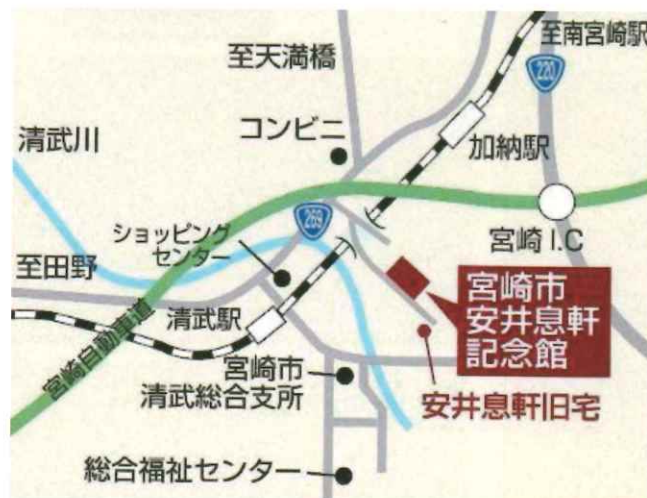 至南宮崎駅
至天満橋
220
コンビニ
清武川
加納駅
269
ショッピング
センター
宮崎I.C
至田野
宮崎市
安井息軒
記念館
清武駅
宮崎自動車道
宮崎市
清武総合支所
安井息軒旧宅
総合福祉センター